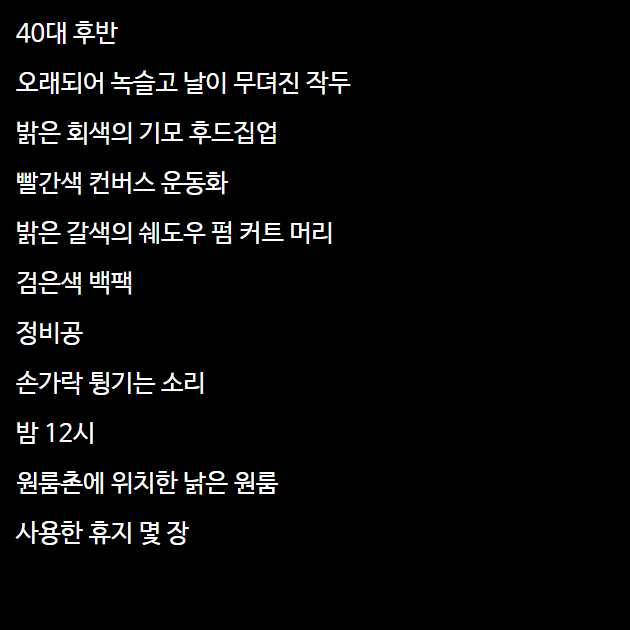 40대 후반
오래되어 녹슬고 날이 무뎌진 작두
밝은 회색의 기모 후드집업
빨간색 컨버스 운동화
밝은 갈색의 쉐도우 펌 커트 머리
검은색 백팩
정비공
손가락 튕기는 소리
밤 12시
원룸촌에 위치한 낡은 원룸
사용한 휴지 몇 장